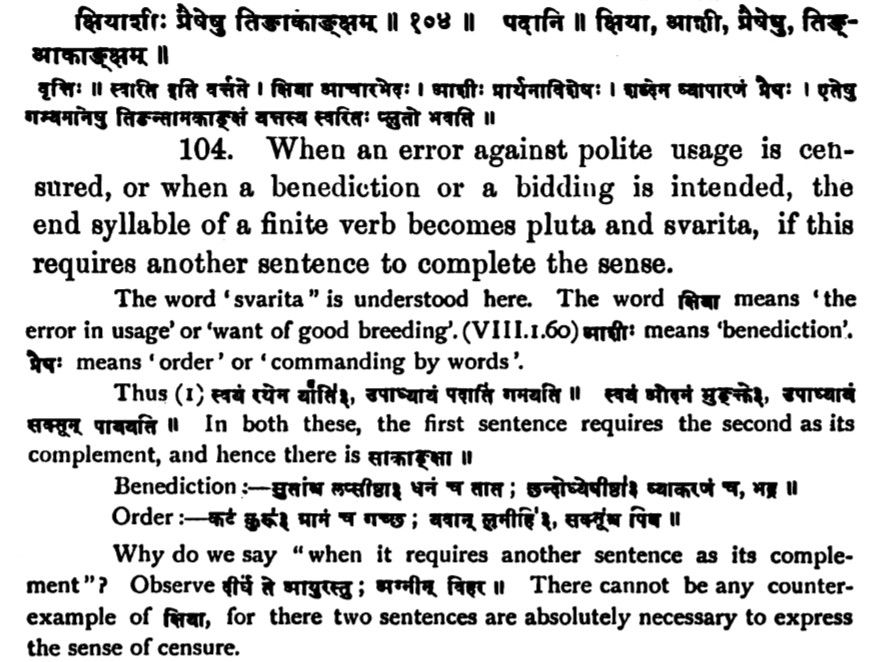 क्षियाशीः प्रैषेषु तिङाकाङ्क्षम् ॥ १०४ ॥ पदानि ॥ क्षिया, आशी, प्रैषेषु, तिङ्-
आकाङ्क्षम् ॥
वृत्तिः ॥ स्वरित इति वर्त्तते । क्षिया आचारभेदः । आशीः प्रार्थनाविशेषः । शब्देन व्यापारणं प्रैषः । एतेषु
गम्यमानेषु तिङन्तामकाङ्क्षं यत्तस्य स्वरितः प्लुतो भवति ॥
104. When an error against polite usage is cen-
sured, or when a benediction or a bidding is intended, the
end syllable of a finite verb becomes pluta and svarita, if this
requires another sentence to complete the sense.
The word 'svarita" is understood here. The word क्षिया means 'the
error in usage' or 'want of good breeding'. (VIII.1.60) आशीः means 'benediction'.
प्रैषः means 'order' or 'commanding by words'.
Thus (1) स्वयं रथेन याति॑३, उपाध्यायं पदातिं गमयति ॥ स्वयं ओदनं भुङ्क्ते॑३, उपाध्यायं
सक्तून् पाययति ॥ In both these, the first sentence requires the second as its
complement, and hence there is साकाङ्क्षा ॥
Benediction :—सुतांश्च लप्सीष्ठा॑३ धनं च तात ; छन्दोध्येषीष्ठा॑३ व्याकरणं च, भद्र ॥
Order :—कटं कुरु॑३ ग्रामं च गच्छ ; यवान् लुनीहि॑३, सक्तूंश्च पिब ॥
Why do we say "when it requires another sentence as its comple-
ment"? Observe दीर्घं ते आयुरस्तु ; अग्नीन् विहर ॥ There cannot be any counter-
example of क्षिया, for there two sentences are absolutely necessary to express
the sense of censure.